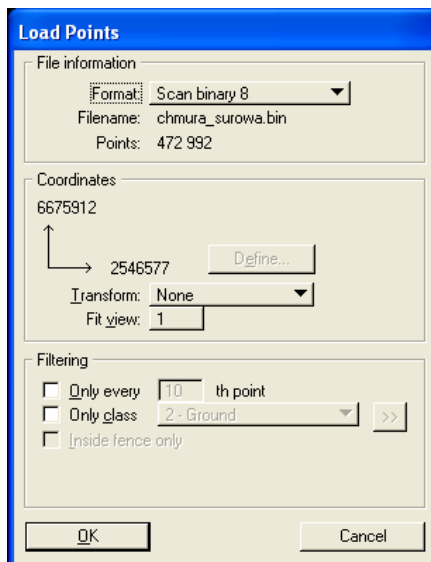 Load Points
File information
Format: Scan binary 8
Filename: chmura_surowa.bin
Points: 472 992
Coordinates
6675912
2546577 Define...
Transform: None
Fit view: 1
Filtering
Only every 10 th point
Only class 2 - Ground >>
Inside fence only
OK Cancel